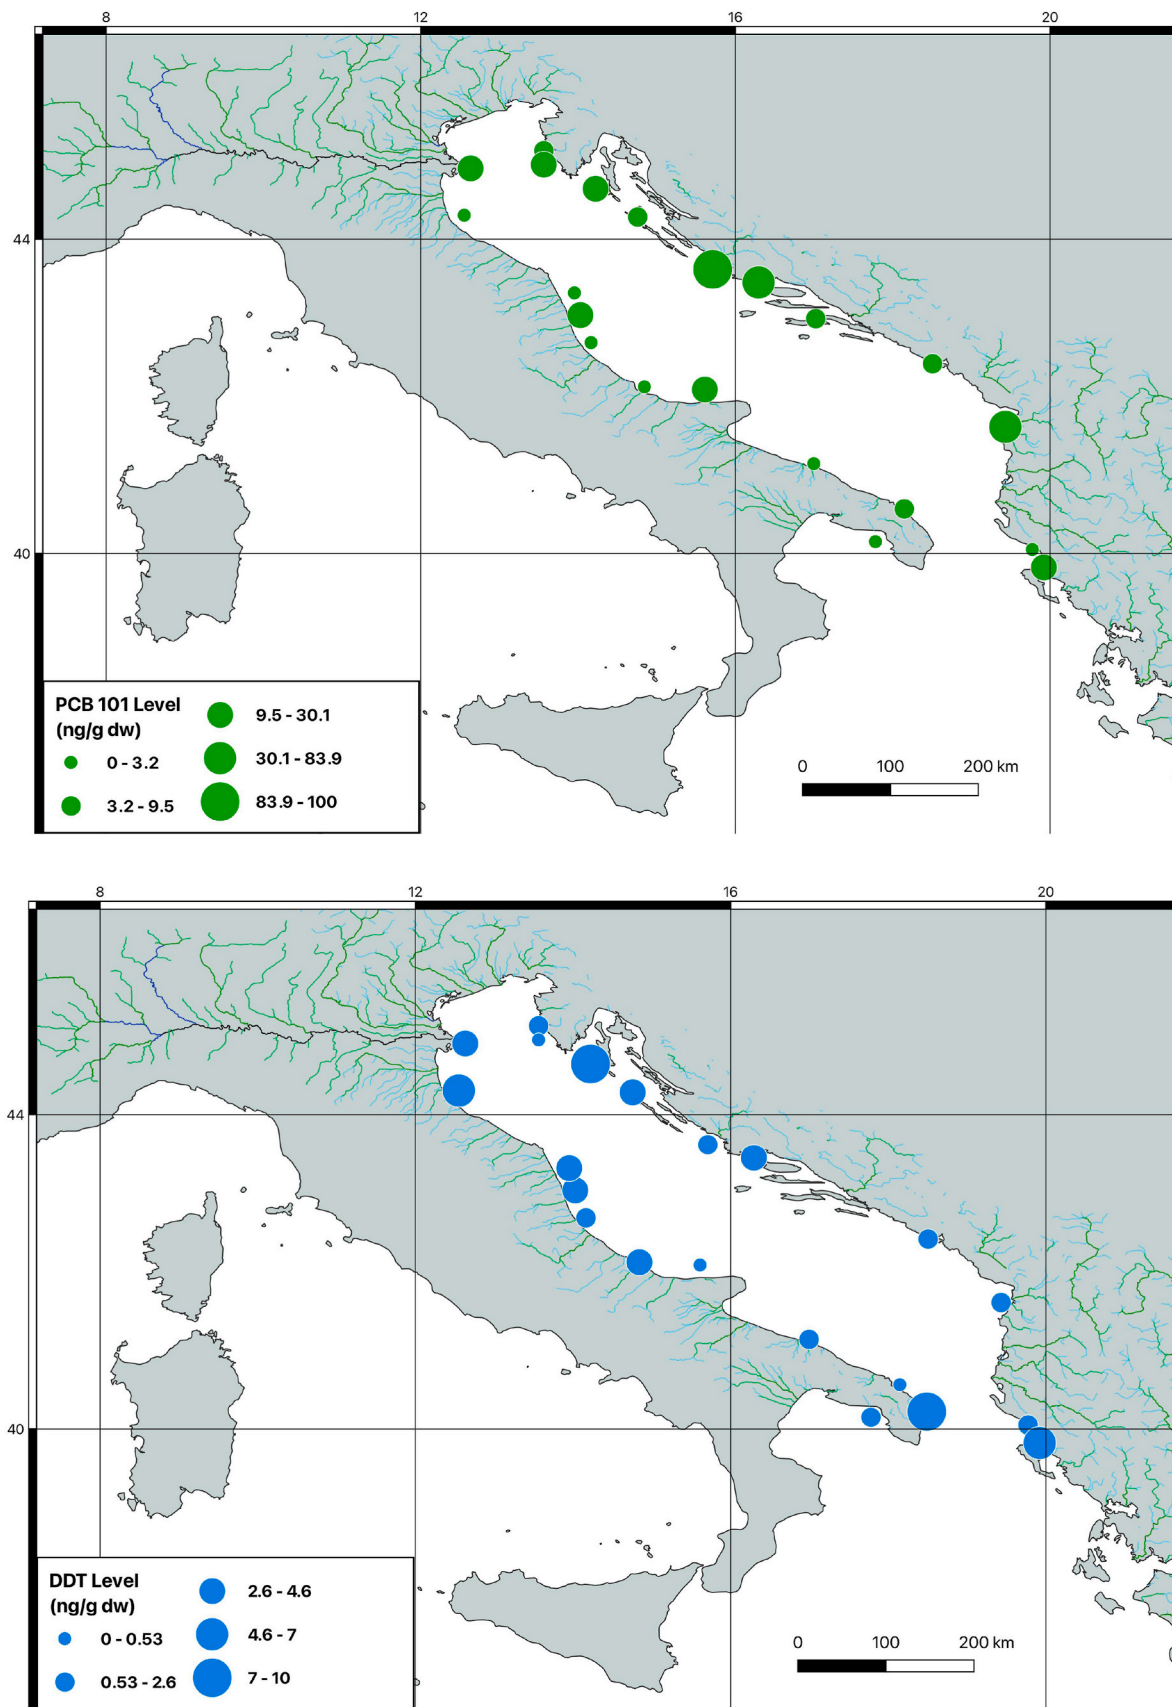 8 12 16 20
44
40
PCB 101 Level
(ng/g dw)
0 - 3.2
3.2 - 9.5
9.5 - 30.1
30.1 - 83.9
83.9 - 100
0 100 200 km
8 12 16 20
44
40
DDT Level
(ng/g dw)
0 - 0.53
0.53 - 2.6
2.6 - 4.6
4.6 - 7
7 - 10
0 100 200 km